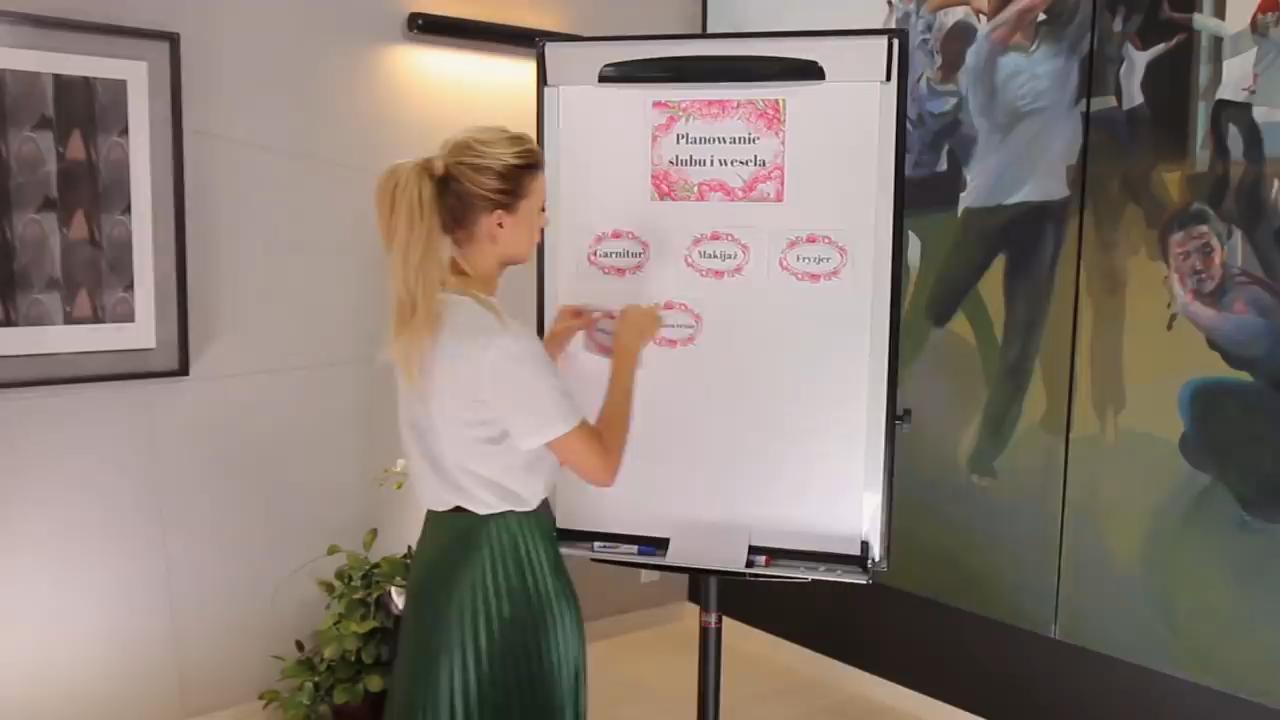 Planowanie
ślubu i wesela
Garnitur
Makijaż
Fryzjer